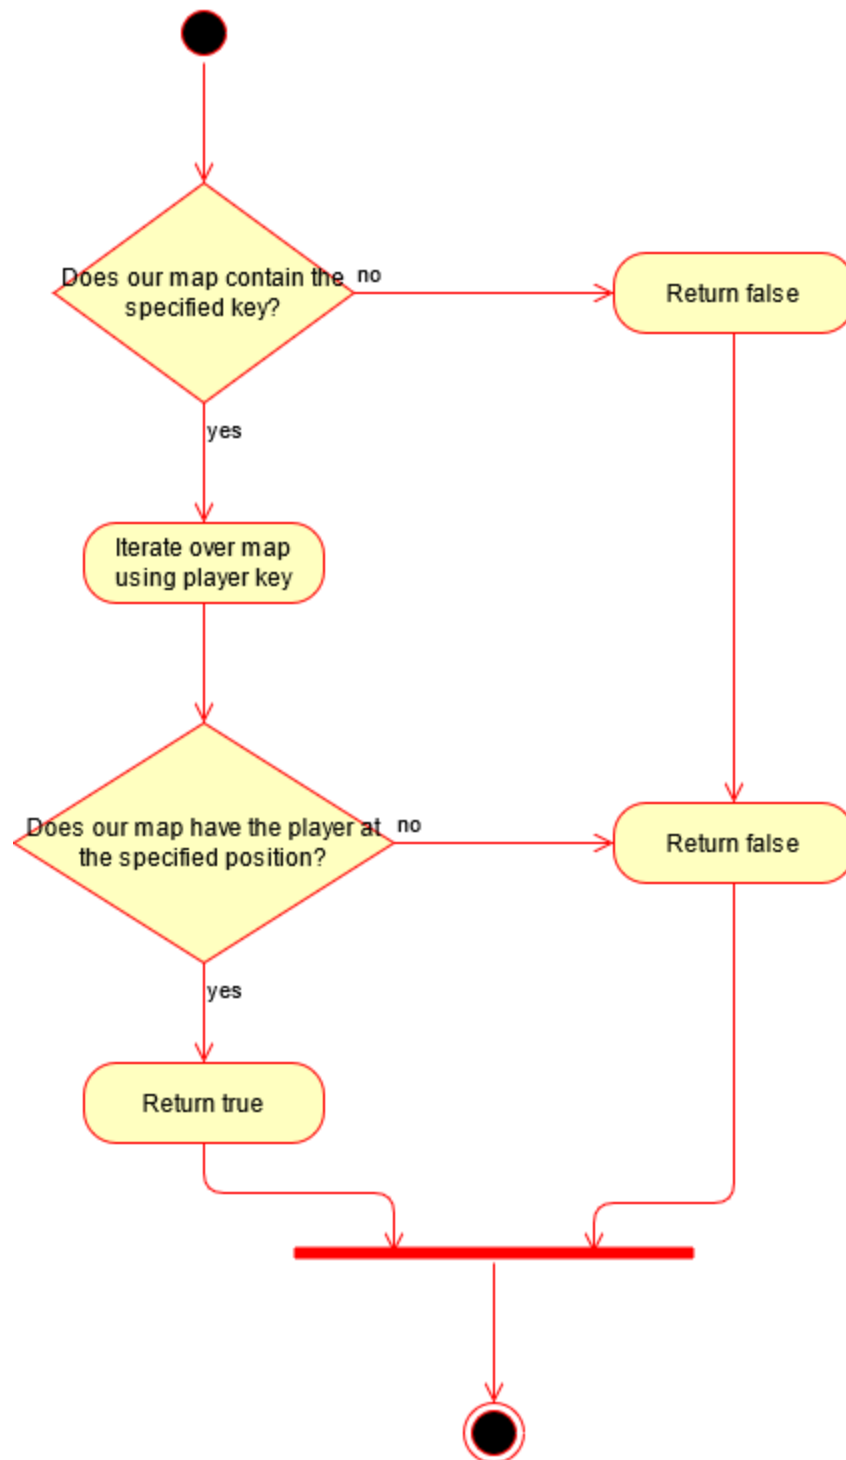 Does our map contain the
specified key?
no
Return false
yes
Iterate over map
using player key
Does our map have the player at
the specified position?
no
Return false
yes
Return true